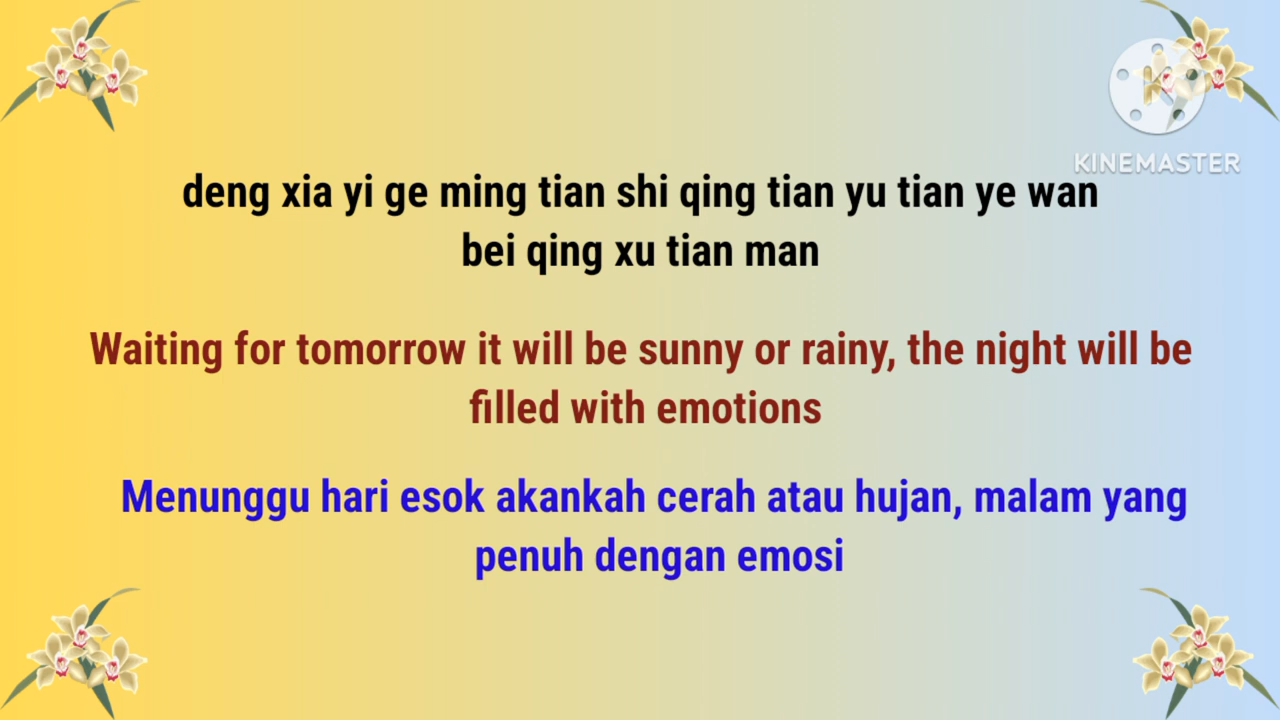 KINEMASTER
deng xia yi ge ming tian shi qing tian yu tian ye wan
bei qing xu tian man
Waiting for tomorrow it will be sunny or rainy, the night will be
filled with emotions
Menunggu hari esok akankah cerah atau hujan, malam yang
penuh dengan emosi